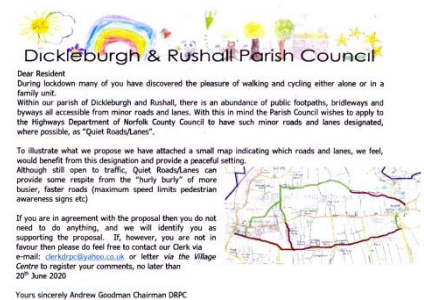 Dickleburgh & Rushall Parish Council
Dear Resident
During lockdown many of you have discovered the pleasure of walking and cycling either alone or in a
family unit.
Within our parish of Dickleburgh and Rushall, there is an abundance of public footpaths, bridleways and
byways all accessible from minor roads and lanes. With this in mind the Parish Council wishes to apply to
the Highways Department of Norfolk County Council to have such minor roads and lanes designated,
where possible, as "Quiet Roads/Lanes".
To illustrate what we propose we have attached a small map indicating which roads and lanes, we feel,
would benefit from this designation and provide a peaceful setting.
Although still open to traffic, Quiet Roads/Lanes can
provide some respite from the "hurly burly" of more
busier, faster roads (maximum speed limits pedestrian
awareness signs etc)
If you are in agreement with the proposal then you do not
need to do anything, and we will identify you as
supporting the proposal. If, however, you are not in
favour then please do feel free to contact our Clerk via
e-mail: clerkdrpc@yahoo.co.uk or letter via the Village
Centre to register your comments, no later than
20th June 2020
Yours sincerely Andrew Goodman Chairman DRPC